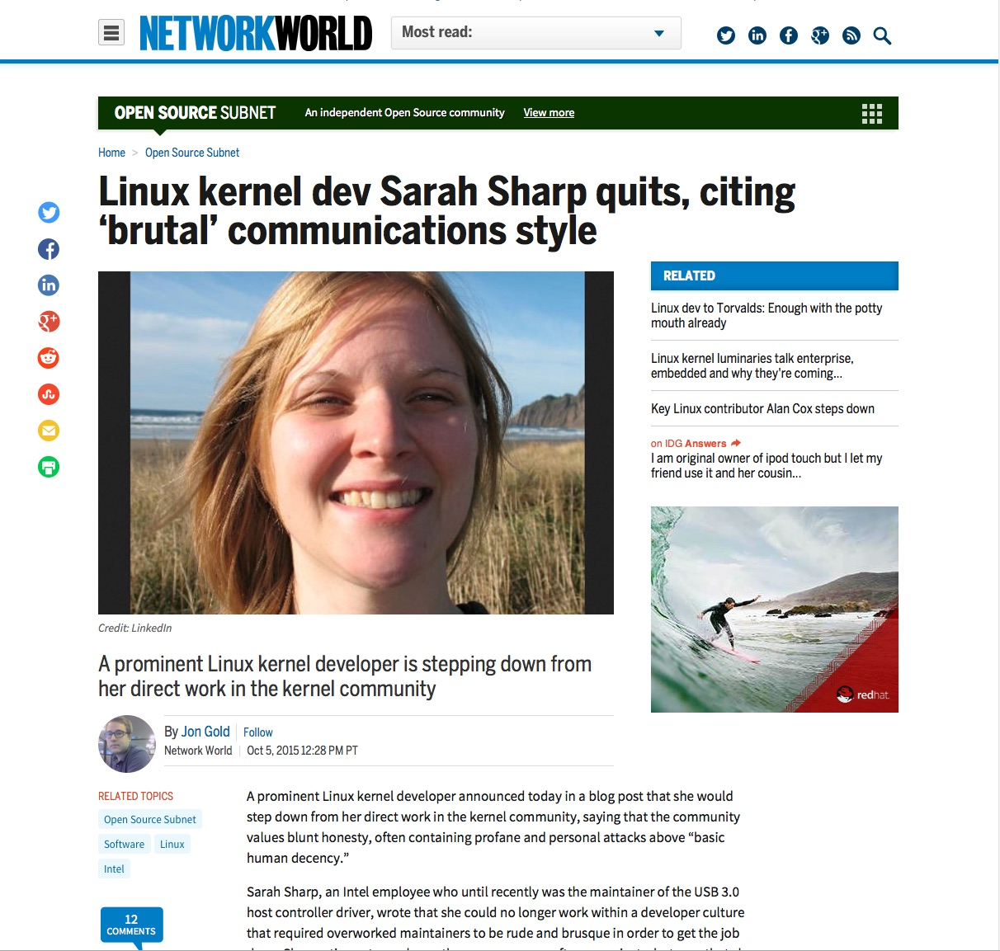 NETWORKWORLD
Most read:
OPEN SOURCE SUBNET
An independent Open Source community
View more
Home > Open Source Subnet
Linux kernel dev Sarah Sharp quits, citing
‘brutal’ communications style
Credit: LinkedIn
A prominent Linux kernel developer is stepping down from
her direct work in the kernel community
By Jon Gold
Follow
Network World
Oct 5, 2015 12:28 PM PT
RELATED TOPICS
Open Source Subnet
Software
Linux
Intel
12
COMMENTS
A prominent Linux kernel developer announced today in a blog post that she would
step down from her direct work in the kernel community, saying that the community
values blunt honesty, often containing profane and personal attacks above “basic
human decency.”
Sarah Sharp, an Intel employee who until recently was the maintainer of the USB 3.0
host controller driver, wrote that she could no longer work within a developer culture
that required overworked maintainers to be rude and brusque in order to get the job
RELATED
Linux dev to Torvalds: Enough with the potty
mouth already
Linux kernel luminaries talk enterprise,
embedded and why they're coming...
Key Linux contributor Alan Cox steps down
on IDG Answers
I am original owner of ipod touch but I let my
friend use it and her cousin...
redhat.